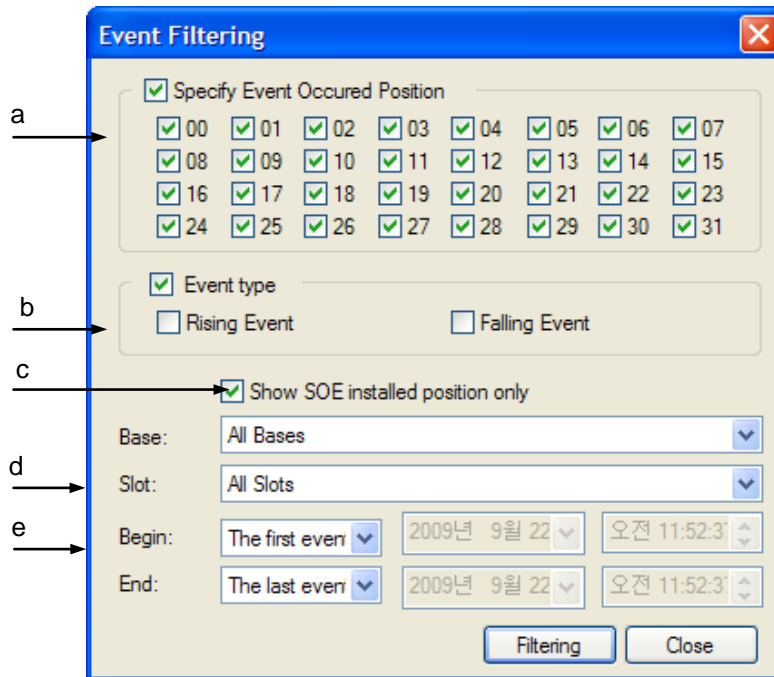 Event Filtering
a
Specify Event Occured Position
00 01 02 03 04 05 06 07
08 09 10 11 12 13 14 15
16 17 18 19 20 21 22 23
24 25 26 27 28 29 30 31
b
Event type
Rising Event Falling Event
c
Show SOE installed position only
Base: All Bases
d
Slot: All Slots
e
Begin: The first event 2009년 9월 22 오전 11:52:37
End: The last event 2009년 9월 22 오전 11:52:37
Filtering Close